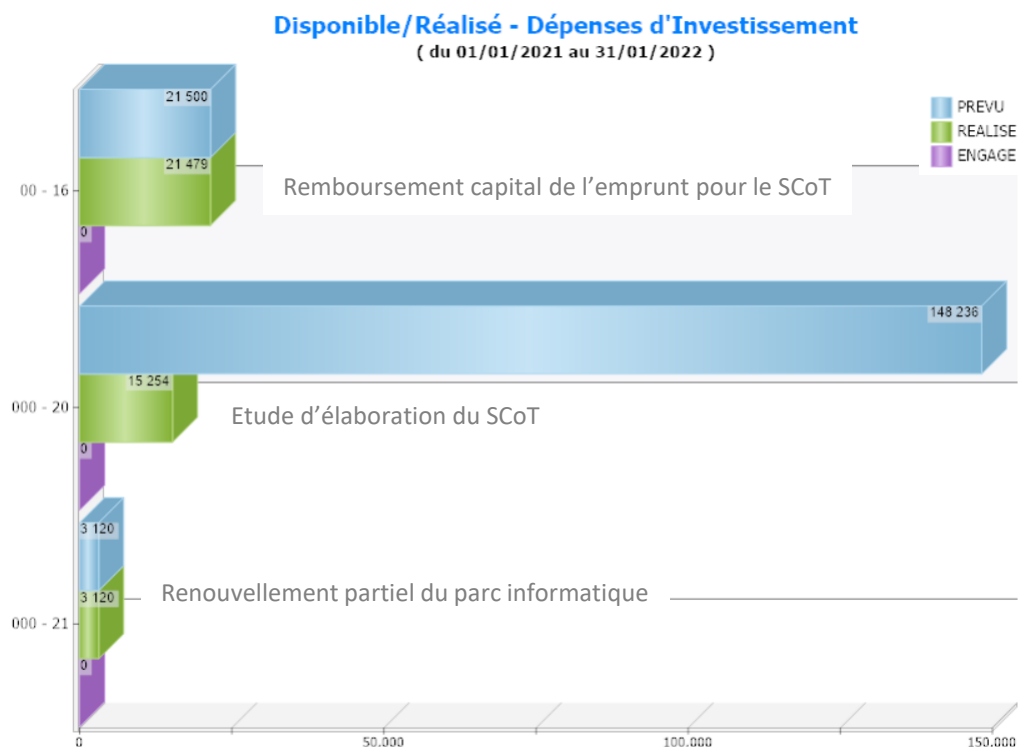 Disponible/Réalisé - Dépenses d'Investissement
( du 01/01/2021 au 31/01/2022 )
PREVU
REALISE
ENGAGE
21 500
21 479
00 - 16
Remboursement capital de l'emprunt pour le SCoT
0
148 236
15 254
000 - 20
Etude d'élaboration du SCoT
0
3 120
3 120
Renouvellement partiel du parc informatique
000 - 21
0
0
50.000
100.000
150.000